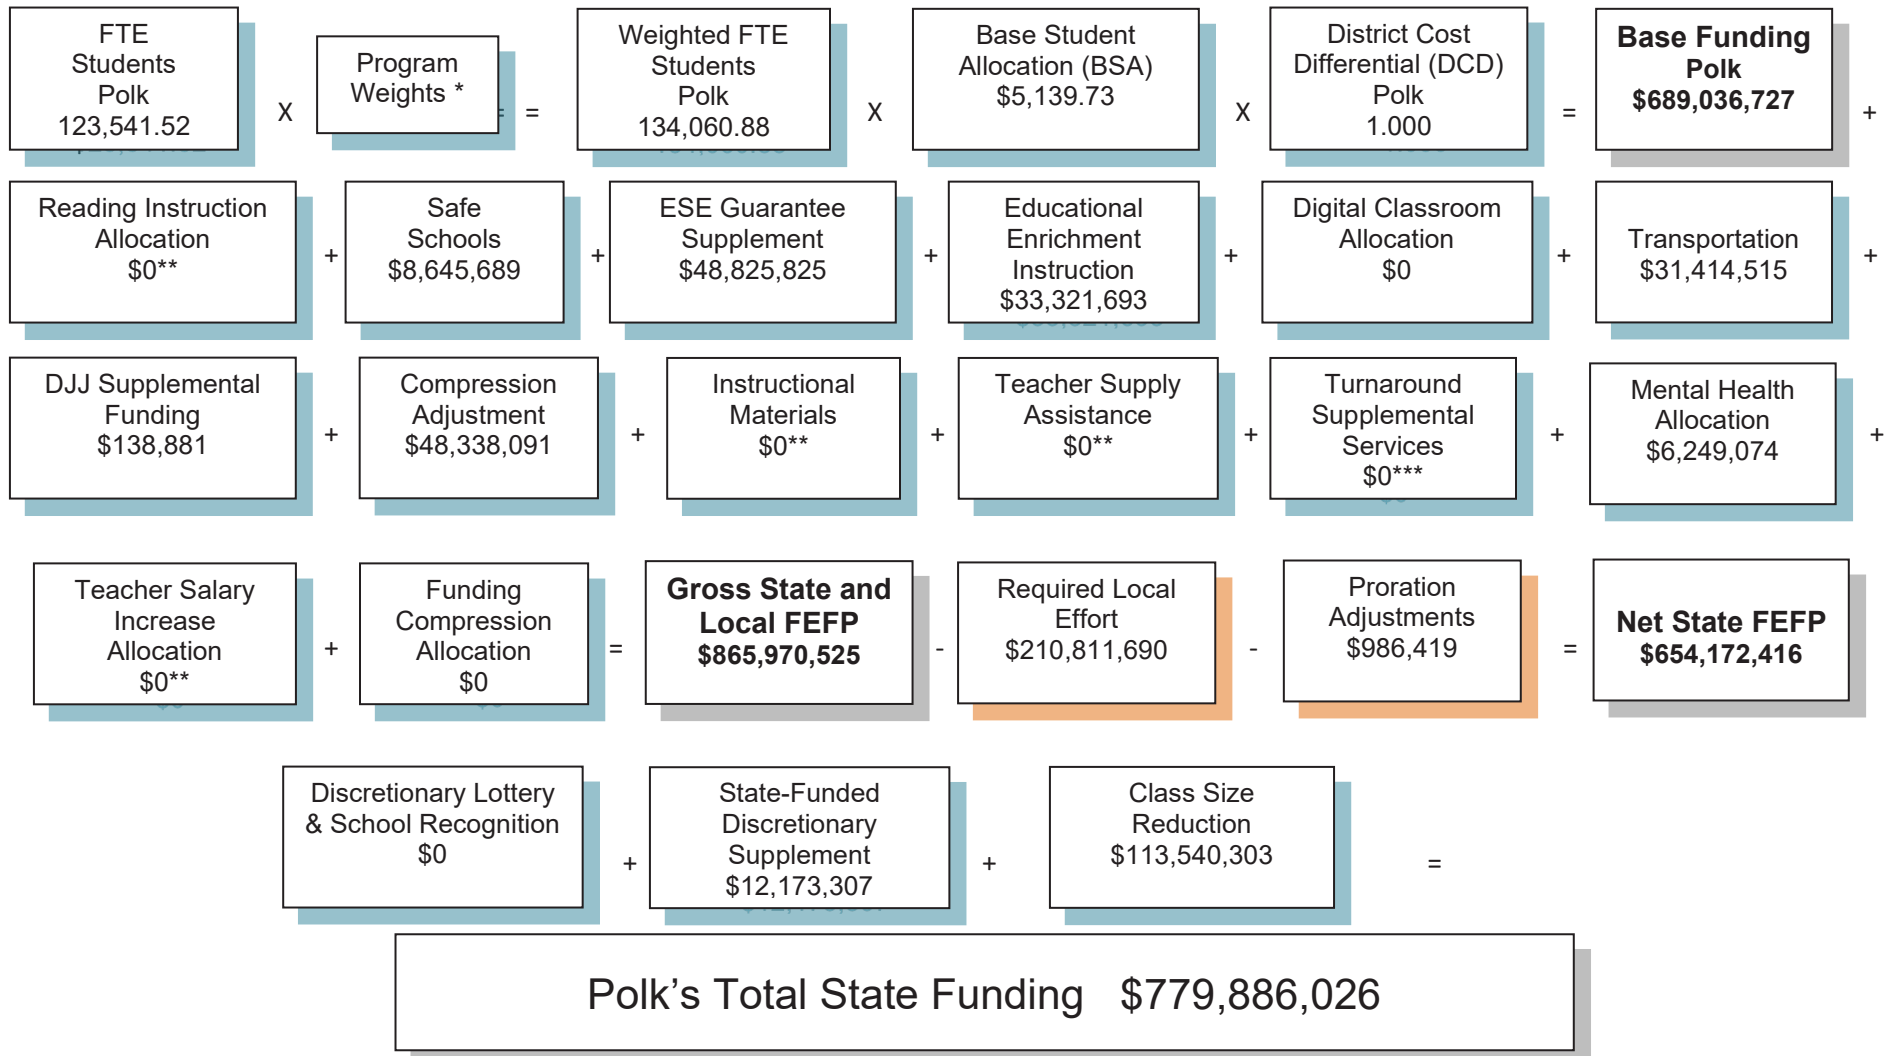 FTE
Students
Polk
123,541.52
X
Program
Weights *
=
Weighted FTE
Students
Polk
134,060.88
X
Base Student
Allocation (BSA)
$5,139.73
X
District Cost
Differential (DCD)
Polk
1.000
=
Base Funding
Polk
$689,036,727
+
Reading Instruction
Allocation
$0**
+
Safe
Schools
$8,645,689
+
ESE Guarantee
Supplement
$48,825,825
+
Educational
Enrichment
Instruction
$33,321,693
+
Digital Classroom
Allocation
$0
+
Transportation
$31,414,515
+
DJJ Supplemental
Funding
$138,881
+
Compression
Adjustment
$48,338,091
+
Instructional
Materials
$0**
+
Teacher Supply
Assistance
$0**
+
Turnaround
Supplemental
Services
$0***
+
Mental Health
Allocation
$6,249,074
+
Teacher Salary
Increase
Allocation
$0**
+
Funding
Compression
Allocation
$0
=
Gross State and
Local FEFP
$865,970,525
-
Required Local
Effort
$210,811,690
-
Proration
Adjustments
$986,419
=
Net State FEFP
$654,172,416
Discretionary Lottery
& School Recognition
$0
+
State-Funded
Discretionary
Supplement
$12,173,307
+
Class Size
Reduction
$113,540,303
=
Polk’s Total State Funding $779,886,026